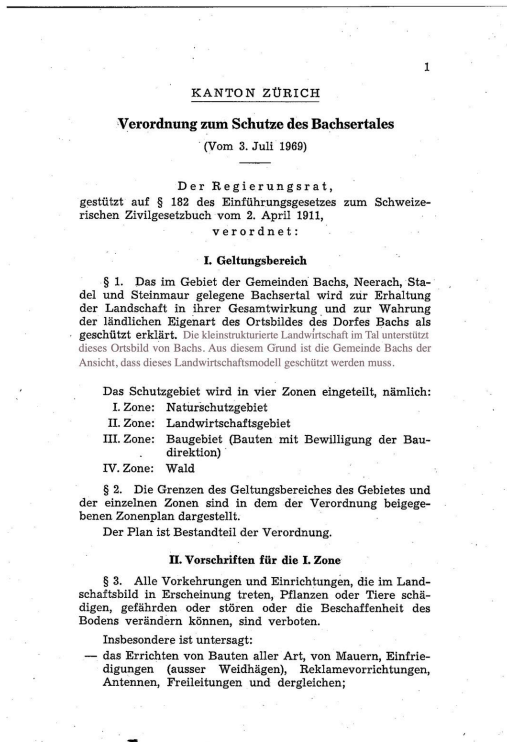 1
KANTON ZÜRICH
Verordnung zum Schutze des Bachsertales
(Vom 3. Juli 1969)
Der Regierungsrat,
gestützt auf § 182 des Einführungsgesetzes zum Schweize-
rischen Zivilgesetzbuch vom 2. April 1911,
verordnet:
I. Geltungsbereich
§ 1. Das im Gebiet der Gemeinden Bachs, Neerach, Sta-
del und Steinmaur gelegene Bachsertal wird zur Erhaltung
der Landschaft in ihrer Gesamtwirkung und zur Wahrung
der ländlichen Eigenart des Ortsbildes des Dorfes Bachs als
geschützt erklärt. Die kleinstrukturierte Landwirtschaft im Tal unterstützt
dieses Ortsbild von Bachs. Aus diesem Grund ist die Gemeinde Bachs der
Ansicht, dass dieses Landwirtschaftsmodell geschützt werden muss.
Das Schutzgebiet wird in vier Zonen eingeteilt, nämlich:
I. Zone: Naturschutzgebiet
II. Zone: Landwirtschaftsgebiet
III. Zone: Baugebiet (Bauten mit Bewilligung der Bau-
direktion)
IV. Zone: Wald
§ 2. Die Grenzen des Geltungsbereiches des Gebietes und
der einzelnen Zonen sind in dem der Verordnung beigege-
benen Zonenplan dargestellt.
Der Plan ist Bestandteil der Verordnung.
II. Vorschriften für die I. Zone
§ 3. Alle Vorkehrungen und Einrichtungen, die im Land-
schaftsbild in Erscheinung treten, Pflanzen oder Tiere schä-
digen, gefährden oder stören oder die Beschaffenheit des
Bodens verändern können, sind verboten.
Insbesondere ist untersagt:
— das Errichten von Bauten aller Art, von Mauern, Einfrie-
digungen (ausser Weidhägen), Reklamevorrichtungen,
Antennen, Freileitungen und dergleichen;